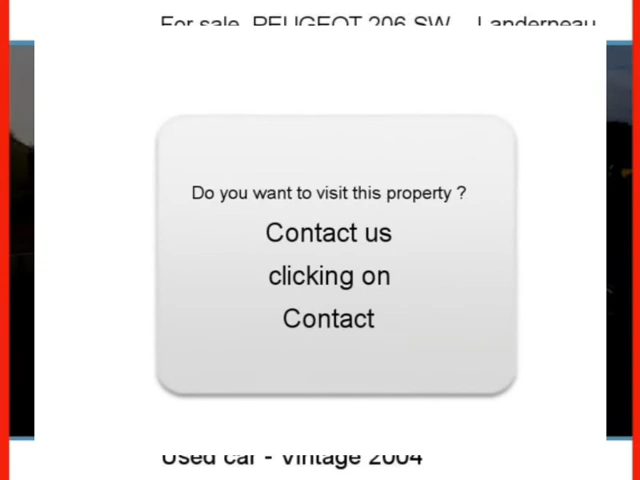 For sale PEUGEOT 206 SW Landerneau
Do you want to visit this property ?
Contact us
clicking on
Contact
Used car - Vintage 2004